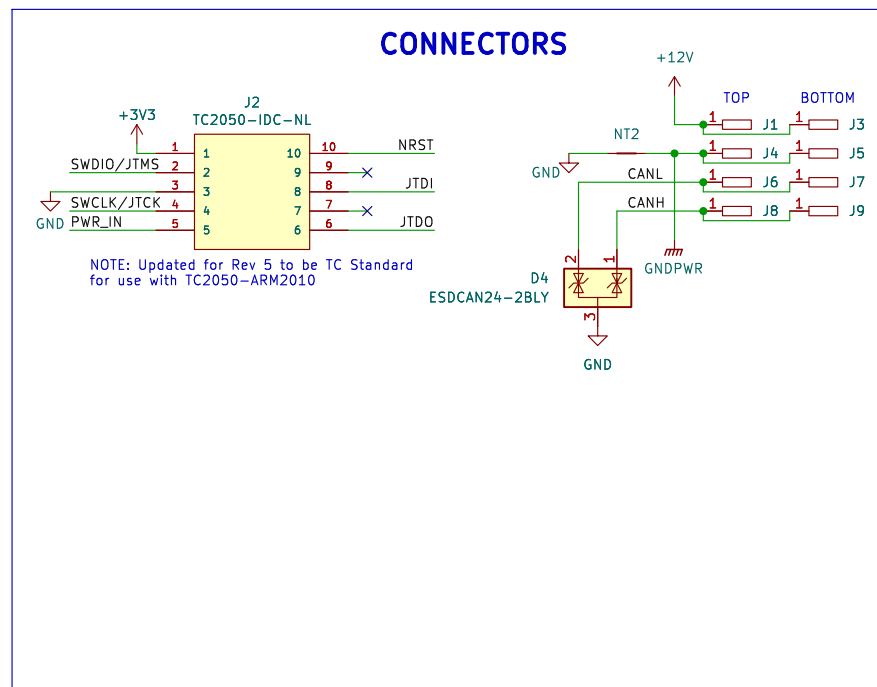 CONNECTORS
+12V
TOP
BOTTOM
J2
TC2050-IDC-NL
+3V3
1 1 10 10 NRST
SWDIO/JTMS 2 2 9 9
3 3 8 8 JTDI
GND
SWCLK/JTCK 4 4 7 7
PWR_IN 5 5 6 6 JTDO
NOTE: Updated for Rev 5 to be TC Standard
for use with TC2050-ARM2010
1 J1 1 J3
NT2
GND
1 J4 1 J5
CANL 1 J6 1 J7
CANH 1 J8 1 J9
2 1
GNDPWR
D4
ESDCAN24-2BLY
3
GND